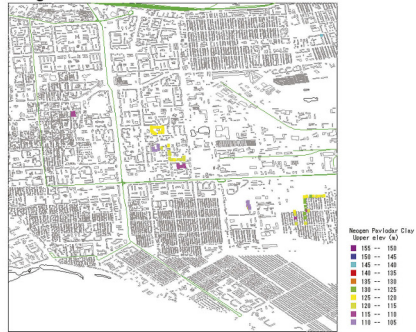 Neogen Pavlodar Clay
Upper elev (m)
155 -- 150
150 -- 145
145 -- 140
140 -- 135
135 -- 130
130 -- 125
125 -- 120
120 -- 115
115 -- 110
110 -- 105